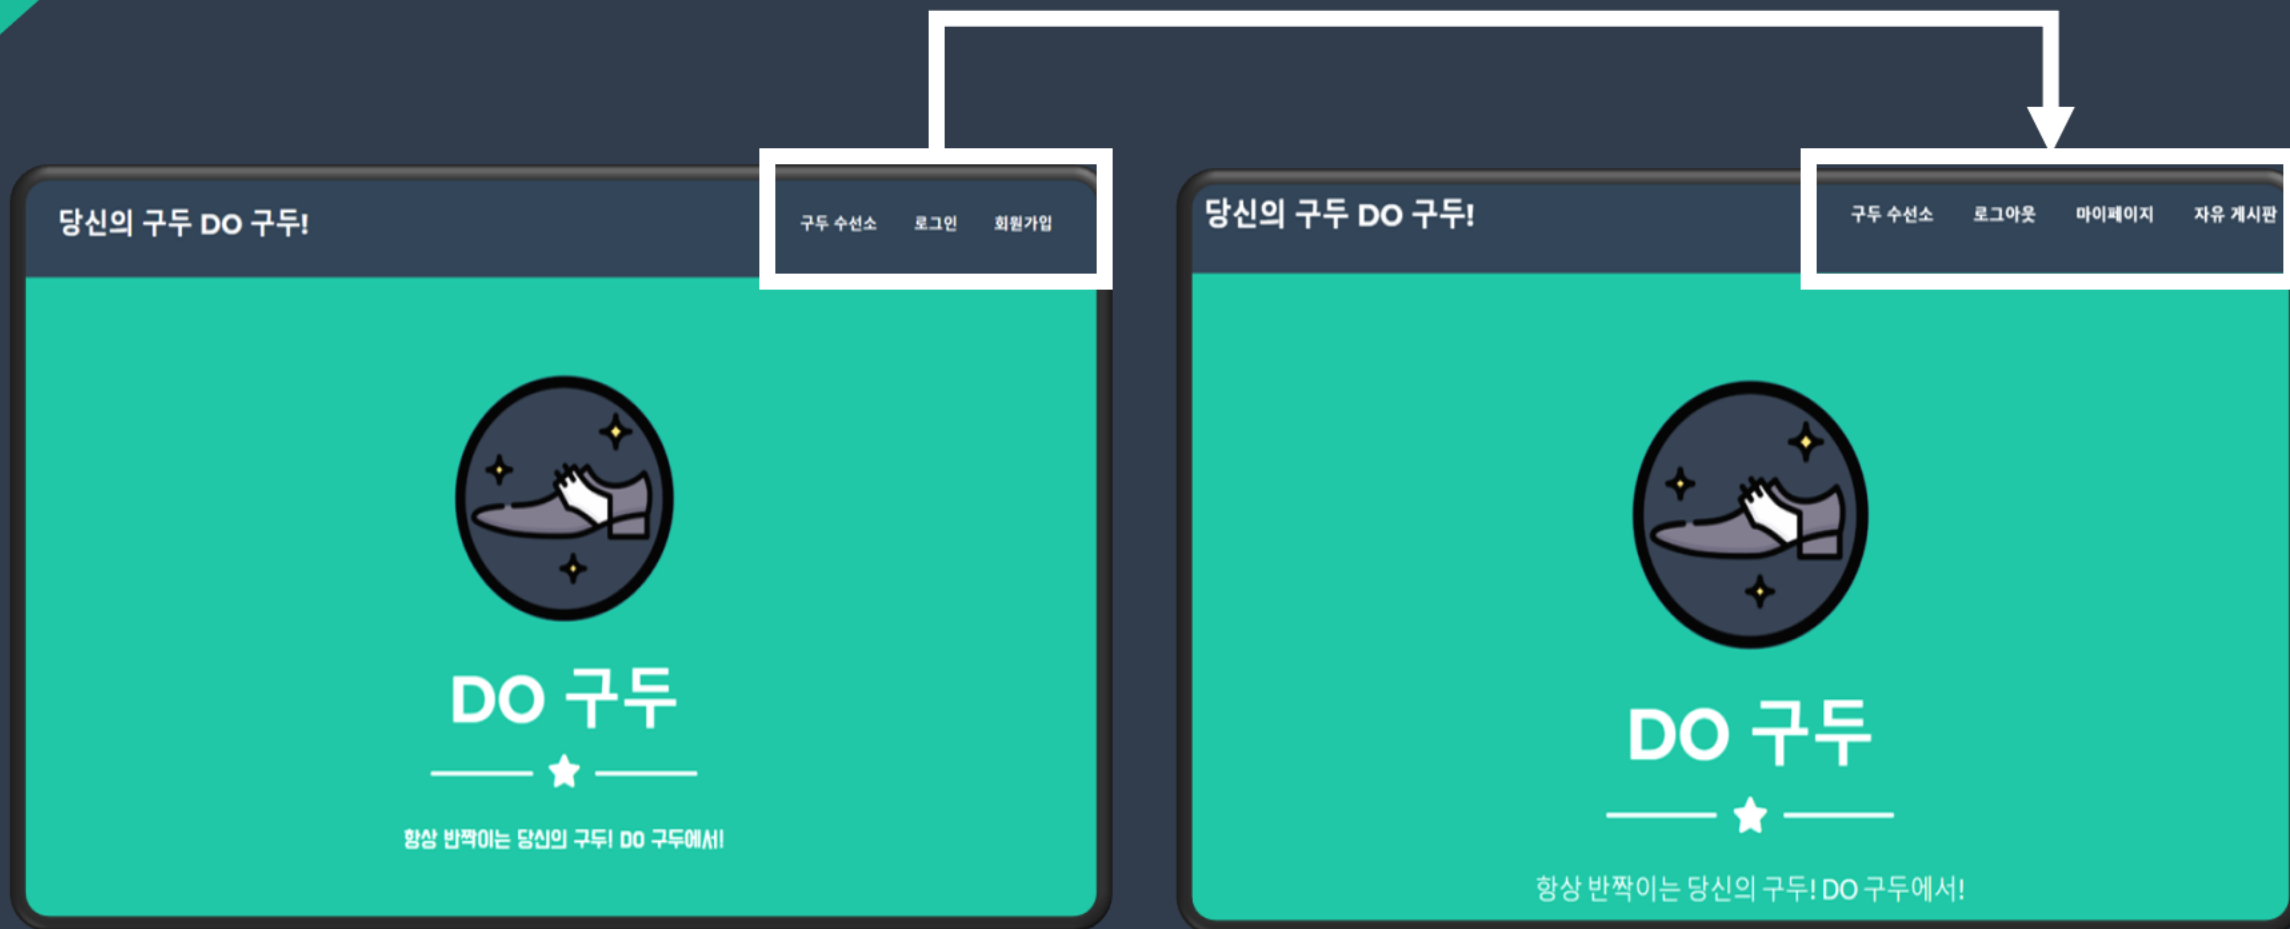 당신의 구두 DO 구두!
구두 수선소 로그인 회원가입
DO 구두
항상 반짝이는 당신의 구두! DO 구두에서!
당신의 구두 DO 구두!
구두 수선소 로그아웃 마이페이지 자유 게시판
DO 구두
항상 반짝이는 당신의 구두! DO 구두에서!